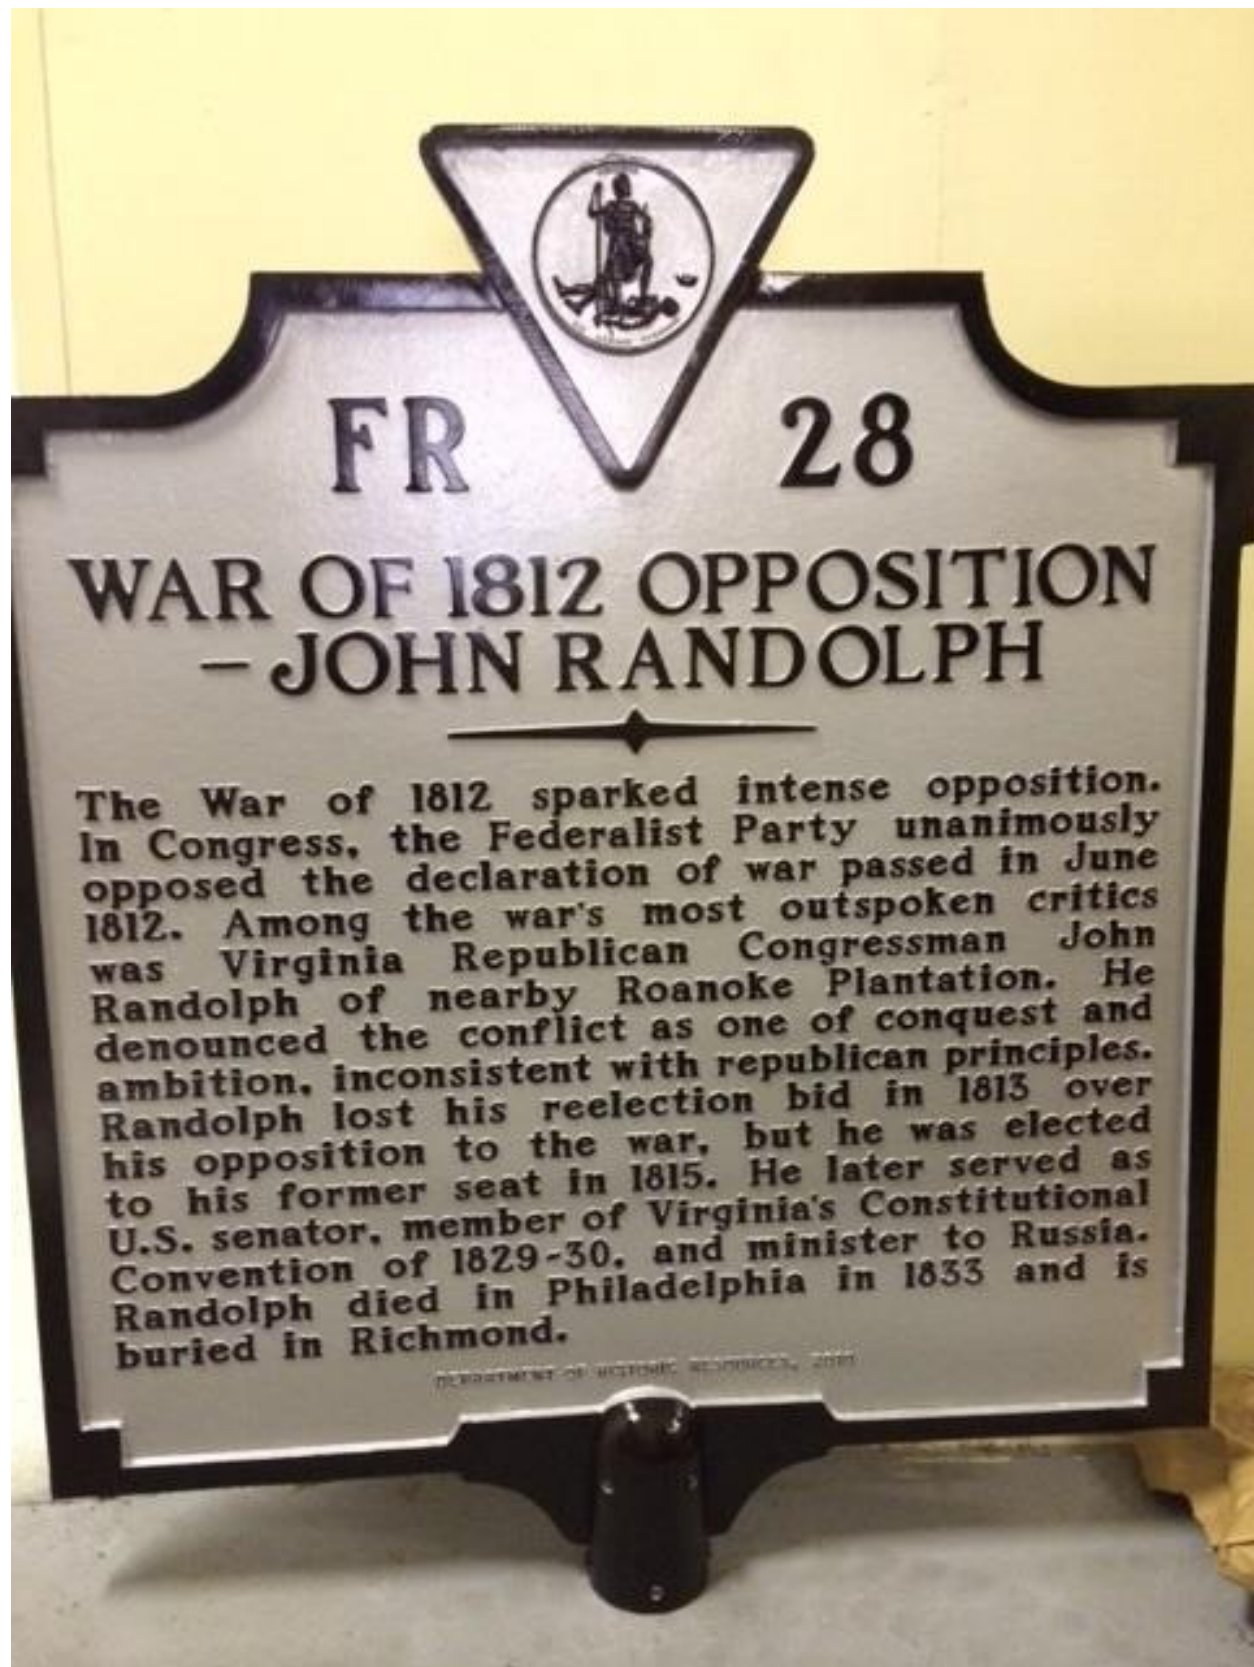 FR 28
WAR OF 1812 OPPOSITION
– JOHN RANDOLPH
The War of 1812 sparked intense opposition.
In Congress, the Federalist Party unanimously
opposed the declaration of war passed in June
1812. Among the war's most outspoken critics
was Virginia Republican Congressman John
Randolph of nearby Roanoke Plantation. He
denounced the conflict as one of conquest and
ambition, inconsistent with republican principles.
Randolph lost his reelection bid in 1813 over
his opposition to the war, but he was elected
to his former seat in 1815. He later served as
U.S. senator, member of Virginia's Constitutional
Convention of 1829-30, and minister to Russia.
Randolph died in Philadelphia in 1833 and is
buried in Richmond.
DEPARTMENT OF HISTORIC RESOURCES,